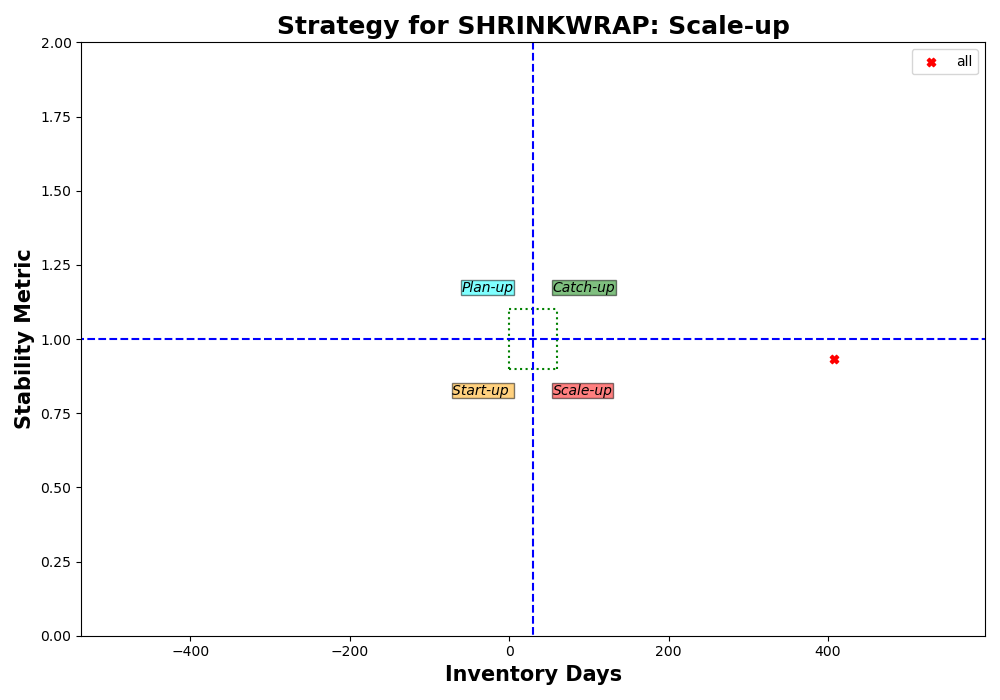 Strategy for SHRINKWRAP: Scale-up
2.00
all
1.75
1.50
1.25
Plan-up
Catch-up
1.00
Start-up
Scale-up
0.75
0.50
0.25
0.00
Stability Metric
−400
−200
0
200
400
Inventory Days